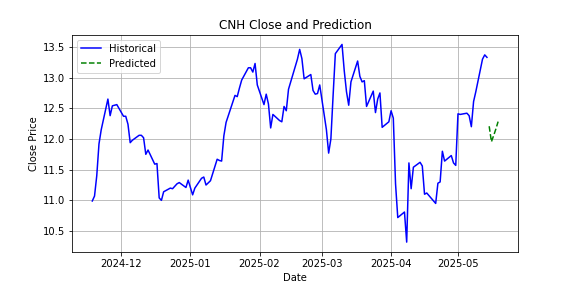 CNH Close and Prediction
Historical
Predicted
Close Price
13.5
13.0
12.5
12.0
11.5
11.0
10.5
2024-12
2025-01
2025-02
2025-03
2025-04
2025-05
Date